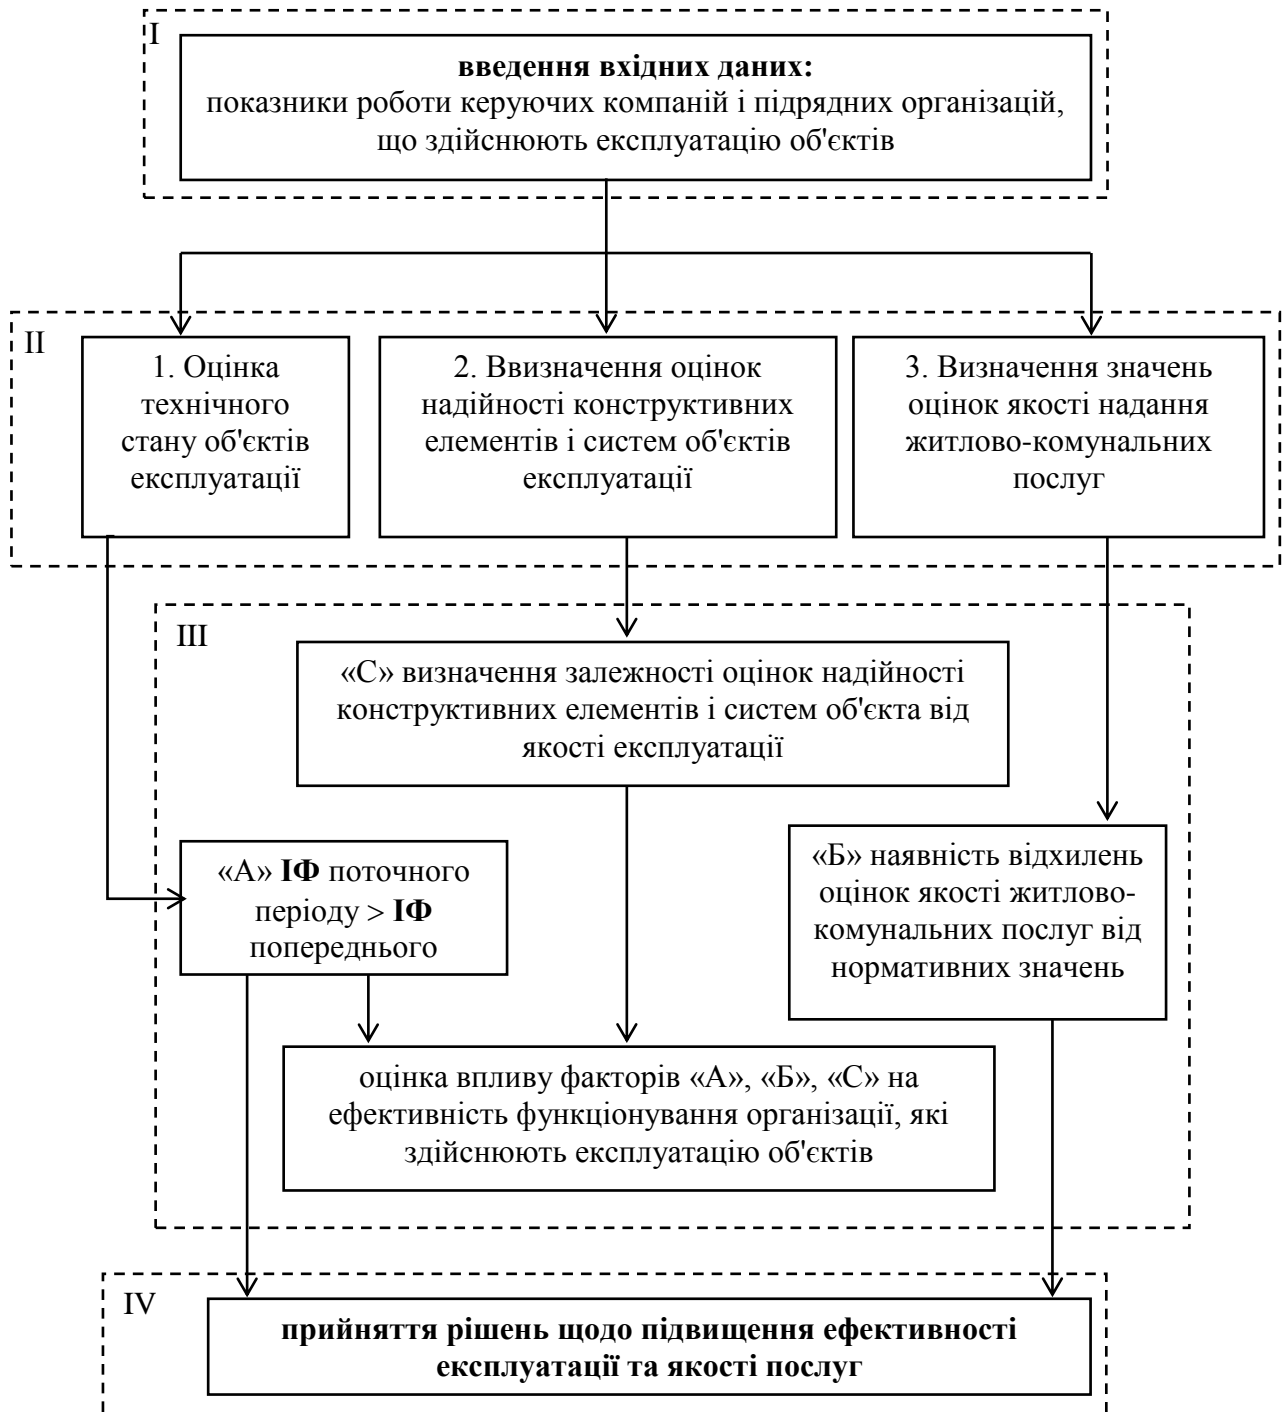 I
введення вхідних даних:
показники роботи керуючих компаній і підрядних організацій,
що здійснюють експлуатацію об'єктів
II
1. Оцінка
технічного
стану об'єктів
експлуатації
2. Ввизначення оцінок
надійності конструктивних
елементів і систем об'єктів
експлуатації
3. Визначення значень
оцінок якості надання
житлово-комунальних
послуг
III
«С» визначення залежності оцінок надійності
конструктивних елементів і систем об'єкта від
якості експлуатації
«А» ІФ поточного
періоду > ІФ
попереднього
«Б» наявність відхилень
оцінок якості житлово-
комунальних послуг від
нормативних значень
оцінка впливу факторів «А», «Б», «С» на
ефективність функціонування організації, які
здійснюють експлуатацію об'єктів
IV
прийняття рішень щодо підвищення ефективності
експлуатації та якості послуг